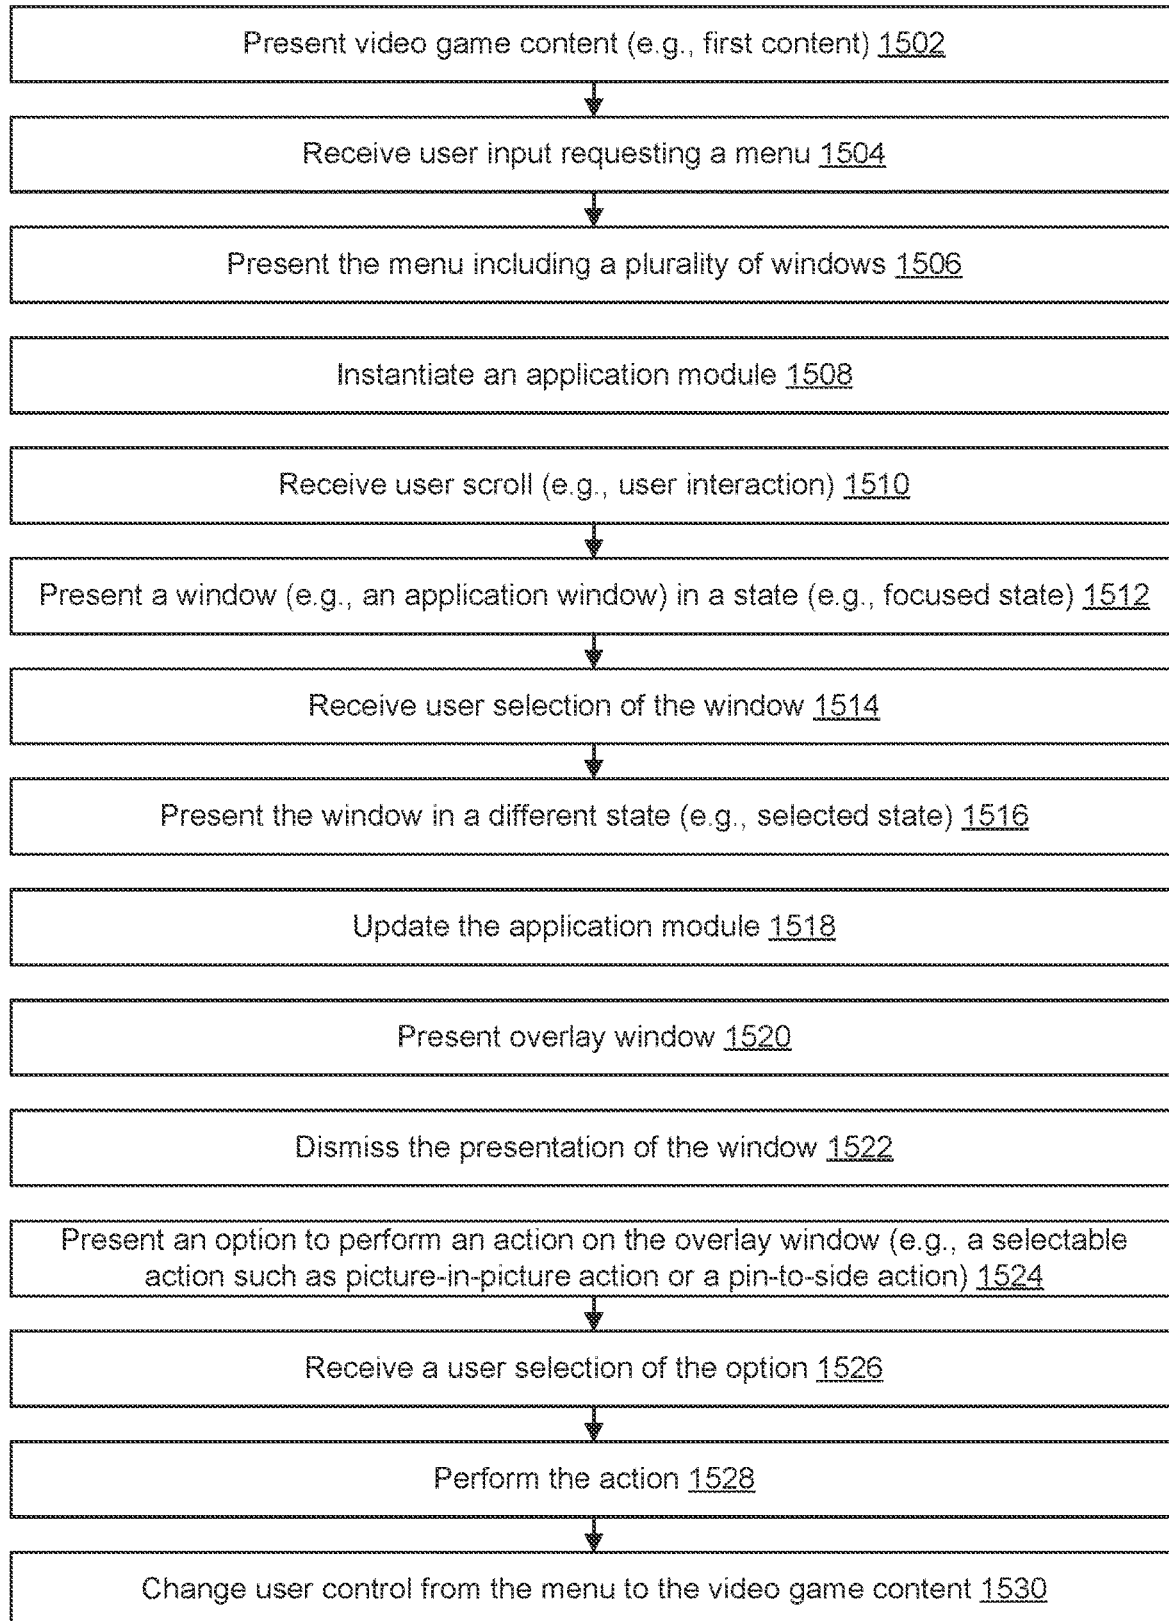 Present video game content (e.g., first content) 1502
Receive user input requesting a menu 1504
Present the menu including a plurality of windows 1506
Instantiate an application module 1508
Receive user scroll (e.g., user interaction) 1510
Present a window (e.g., an application window) in a state (e.g., focused state) 1512
Receive user selection of the window 1514
Present the window in a different state (e.g., selected state) 1516
Update the application module 1518
Present overlay window 1520
Dismiss the presentation of the window 1522
Present an option to perform an action on the overlay window (e.g., a selectable
action such as picture-in-picture action or a pin-to-side action) 1524
Receive a user selection of the option 1526
Perform the action 1528
Change user control from the menu to the video game content 1530